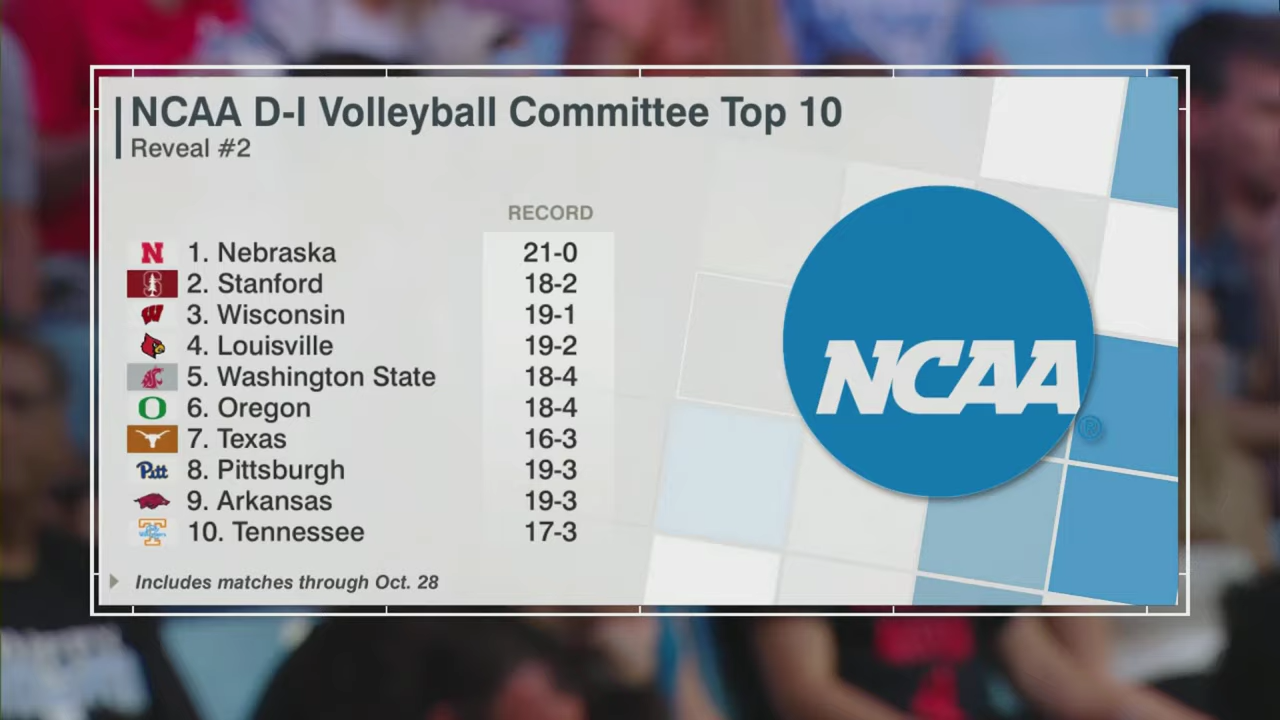 NCAA D-I Volleyball Committee Top 10
Reveal #2
RECORD
N 1. Nebraska 21-0
S 2. Stanford 18-2
W 3. Wisconsin 19-1
4. Louisville 19-2
5. Washington State 18-4
O 6. Oregon 18-4
7. Texas 16-3
Pitt 8. Pittsburgh 19-3
9. Arkansas 19-3
T 10. Tennessee 17-3
Includes matches through Oct. 28
NCAA
®